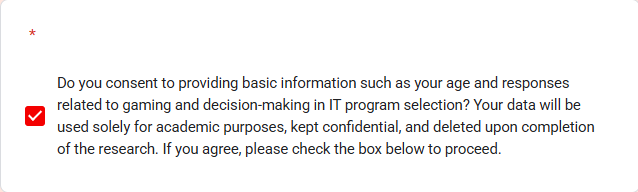 *
Do you consent to providing basic information such as your age and responses
related to gaming and decision-making in IT program selection? Your data will be
used solely for academic purposes, kept confidential, and deleted upon completion
of the research. If you agree, please check the box below to proceed.